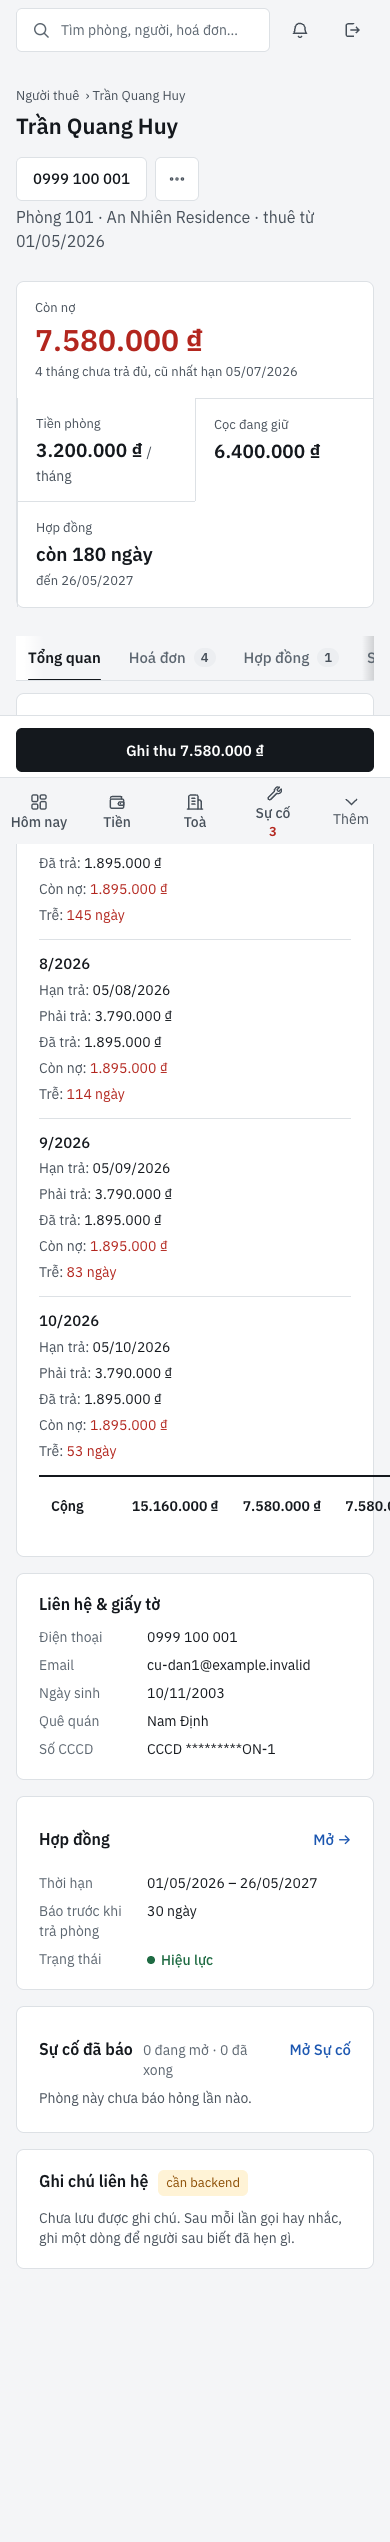 Tìm phòng, người, hoá đơn...
Người thuê › Trần Quang Huy
Trần Quang Huy
0999 100 001
Phòng 101 · An Nhiên Residence · thuê từ
01/05/2026
Còn nợ
7.580.000 ₫
4 tháng chưa trả đủ, cũ nhất hạn 05/07/2026
Tiền phòng
3.200.000 ₫ /
tháng
Cọc đang giữ
6.400.000 ₫
Hợp đồng
còn 180 ngày
đến 26/05/2027
Tổng quan
Hoá đơn 4
Hợp đồng 1
S
Ghi thu 7.580.000 ₫
Hôm nay
Tiền
Toà
Sự cố
3
Thêm
Đã trả: 1.895.000 ₫
Còn nợ: 1.895.000 ₫
Trễ: 145 ngày
8/2026
Hạn trả: 05/08/2026
Phải trả: 3.790.000 ₫
Đã trả: 1.895.000 ₫
Còn nợ: 1.895.000 ₫
Trễ: 114 ngày
9/2026
Hạn trả: 05/09/2026
Phải trả: 3.790.000 ₫
Đã trả: 1.895.000 ₫
Còn nợ: 1.895.000 ₫
Trễ: 83 ngày
10/2026
Hạn trả: 05/10/2026
Phải trả: 3.790.000 ₫
Đã trả: 1.895.000 ₫
Còn nợ: 1.895.000 ₫
Trễ: 53 ngày
Cộng 15.160.000 ₫ 7.580.000 ₫ 7.580.
Liên hệ & giấy tờ
Điện thoại 0999 100 001
Email cu-dan1@example.invalid
Ngày sinh 10/11/2003
Quê quán Nam Định
Số CCCD CCCD *********ON-1
Hợp đồng Mở →
Thời hạn 01/05/2026 – 26/05/2027
Báo trước khi 30 ngày
trả phòng
Trạng thái Hiệu lực
Sự cố đã báo 0 đang mở · 0 đã Mở Sự cố
xong
Phòng này chưa báo hỏng lần nào.
Ghi chú liên hệ cần backend
Chưa lưu được ghi chú. Sau mỗi lần gọi hay nhắc,
ghi một dòng để người sau biết đã hẹn gì.